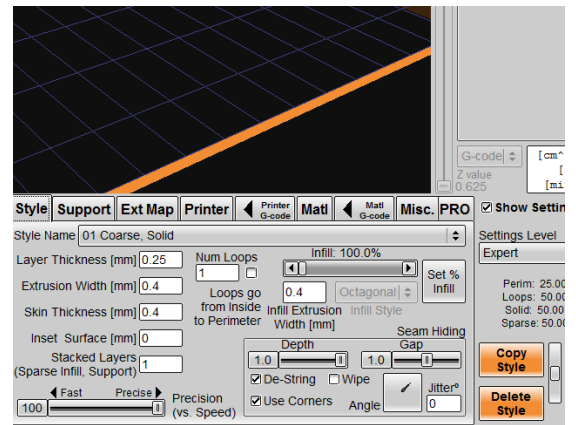 G-code
Z value
0.625
[cm^
[
[mi
Style Support Ext Map Printer Printer G-code Matl Matl G-code Misc. PRO
Show Settin
Style Name 01 Coarse, Solid
Settings Level
Expert
Layer Thickness [mm] 0.25
Num Loops
1
Infill: 100.0%
Set %
Infill
Extrusion Width [mm] 0.4
Loops go
from Inside
to Perimeter
0.4
Octagonal
Infill Extrusion
Width [mm]
Infill Style
Perim: 25.00
Loops: 50.00
Solid: 50.00
Sparse: 50.00
Skin Thickness [mm] 0.4
Inset Surface [mm] 0
Seam Hiding
Depth
Gap
1.0
1.0
Stacked Layers
(Sparse Infill, Support) 1
De-String
Wipe
Use Corners
Angle
Jitterº
0
Fast
Precise
100
Precision
(vs. Speed)
Copy
Style
Delete
Style